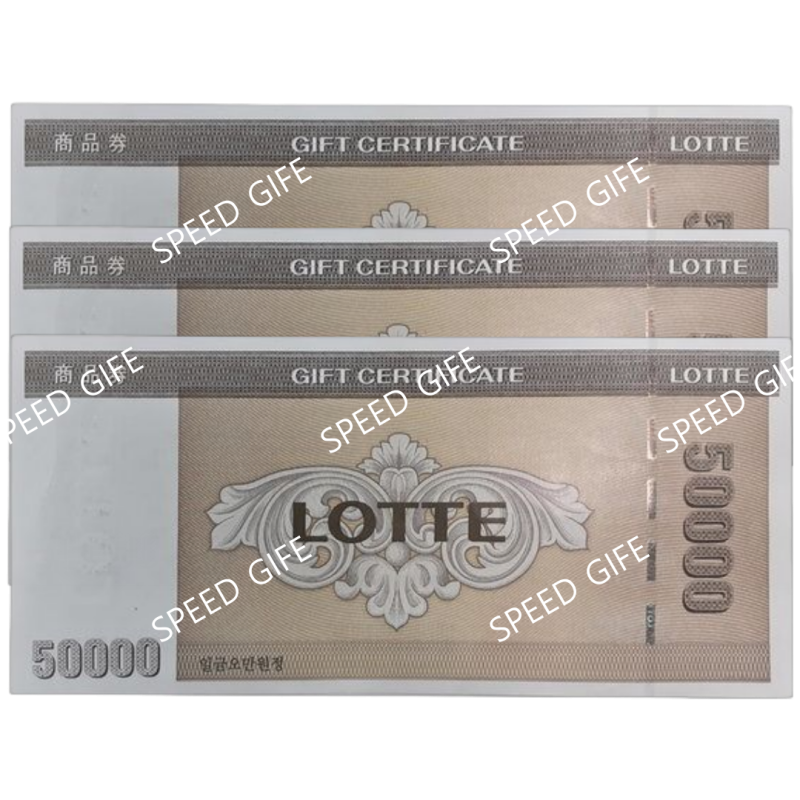 商品券 GIFT CERTIFICATE LOTTE
SPEED GIFE SPEED GIFE
商品券 GIFT CERTIFICATE LOTTE
SPEED GIFE SPEED GIFE SPEED GIFE
商品券 GIFT CERTIFICATE LOTTE
50000
LOTTE
SPEED GIFE SPEED GIFE
50000
일금오만원정